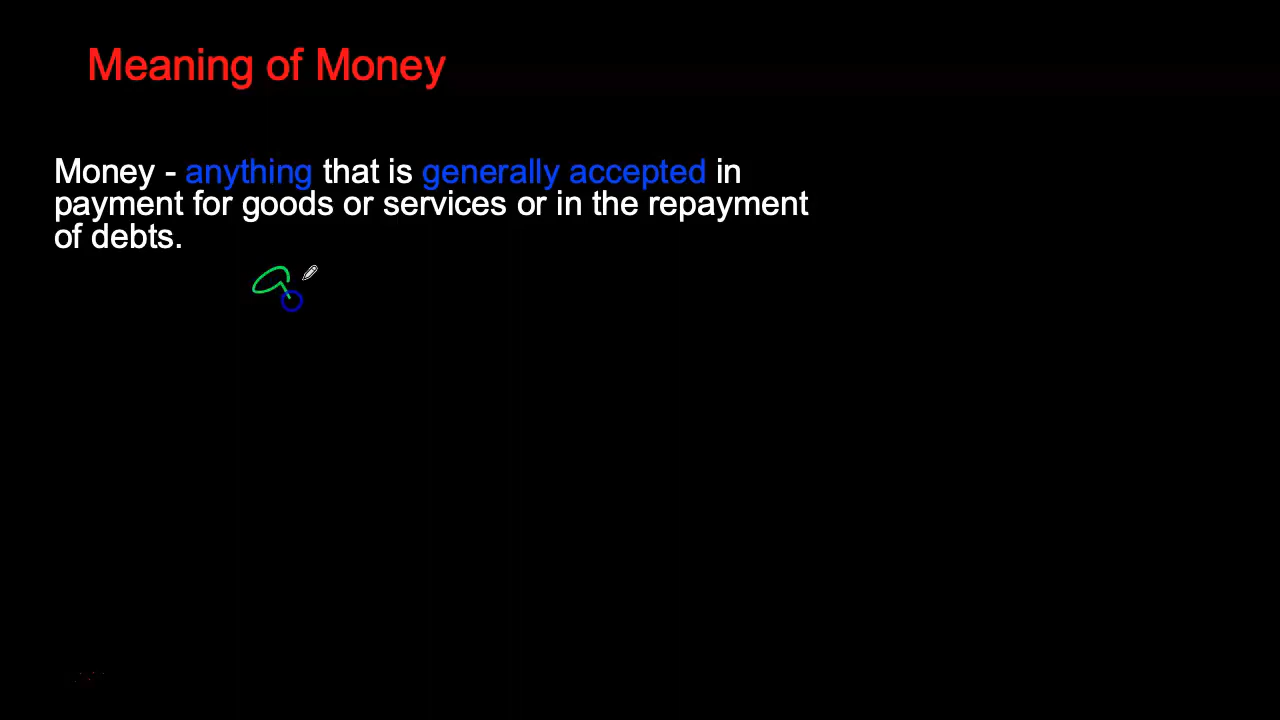 Meaning of Money
Money - anything that is generally accepted in
payment for goods or services or in the repayment
of debts.